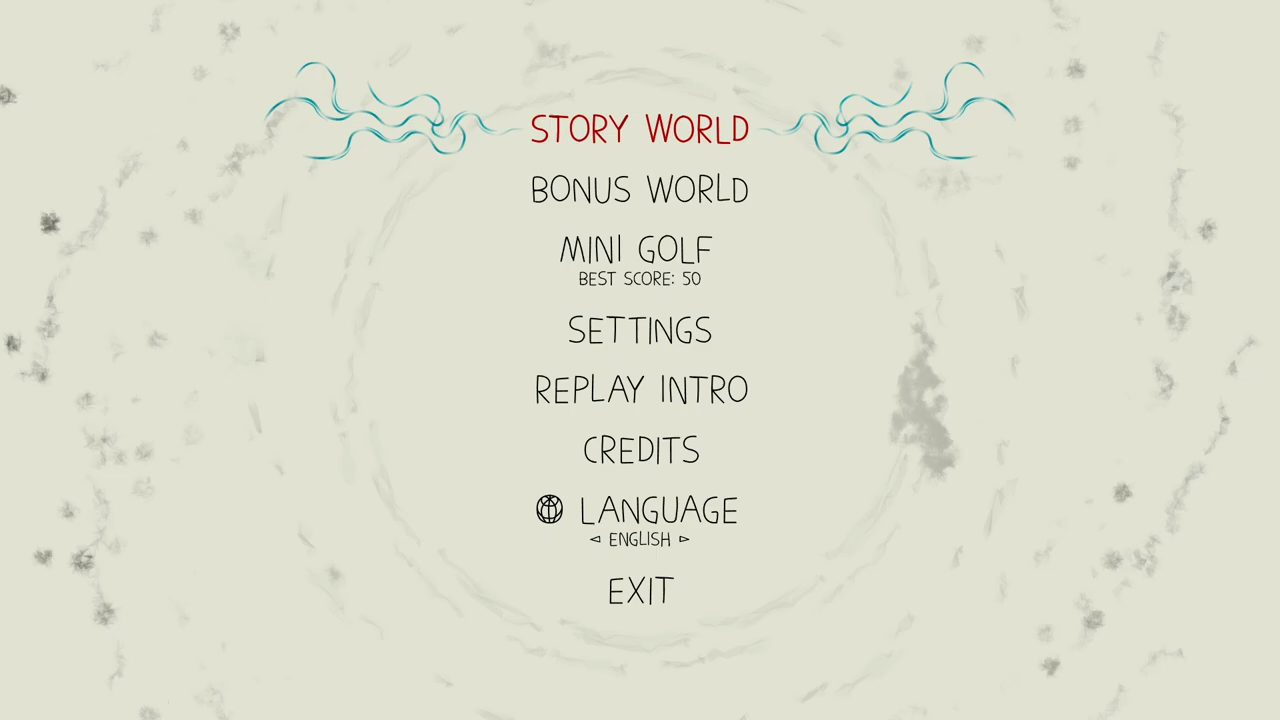 STORY WORLD
BONUS WORLD
MINI GOLF
BEST SCORE: 50
SETTINGS
REPLAY INTRO
CREDITS
LANGUAGE
ENGLISH
EXIT